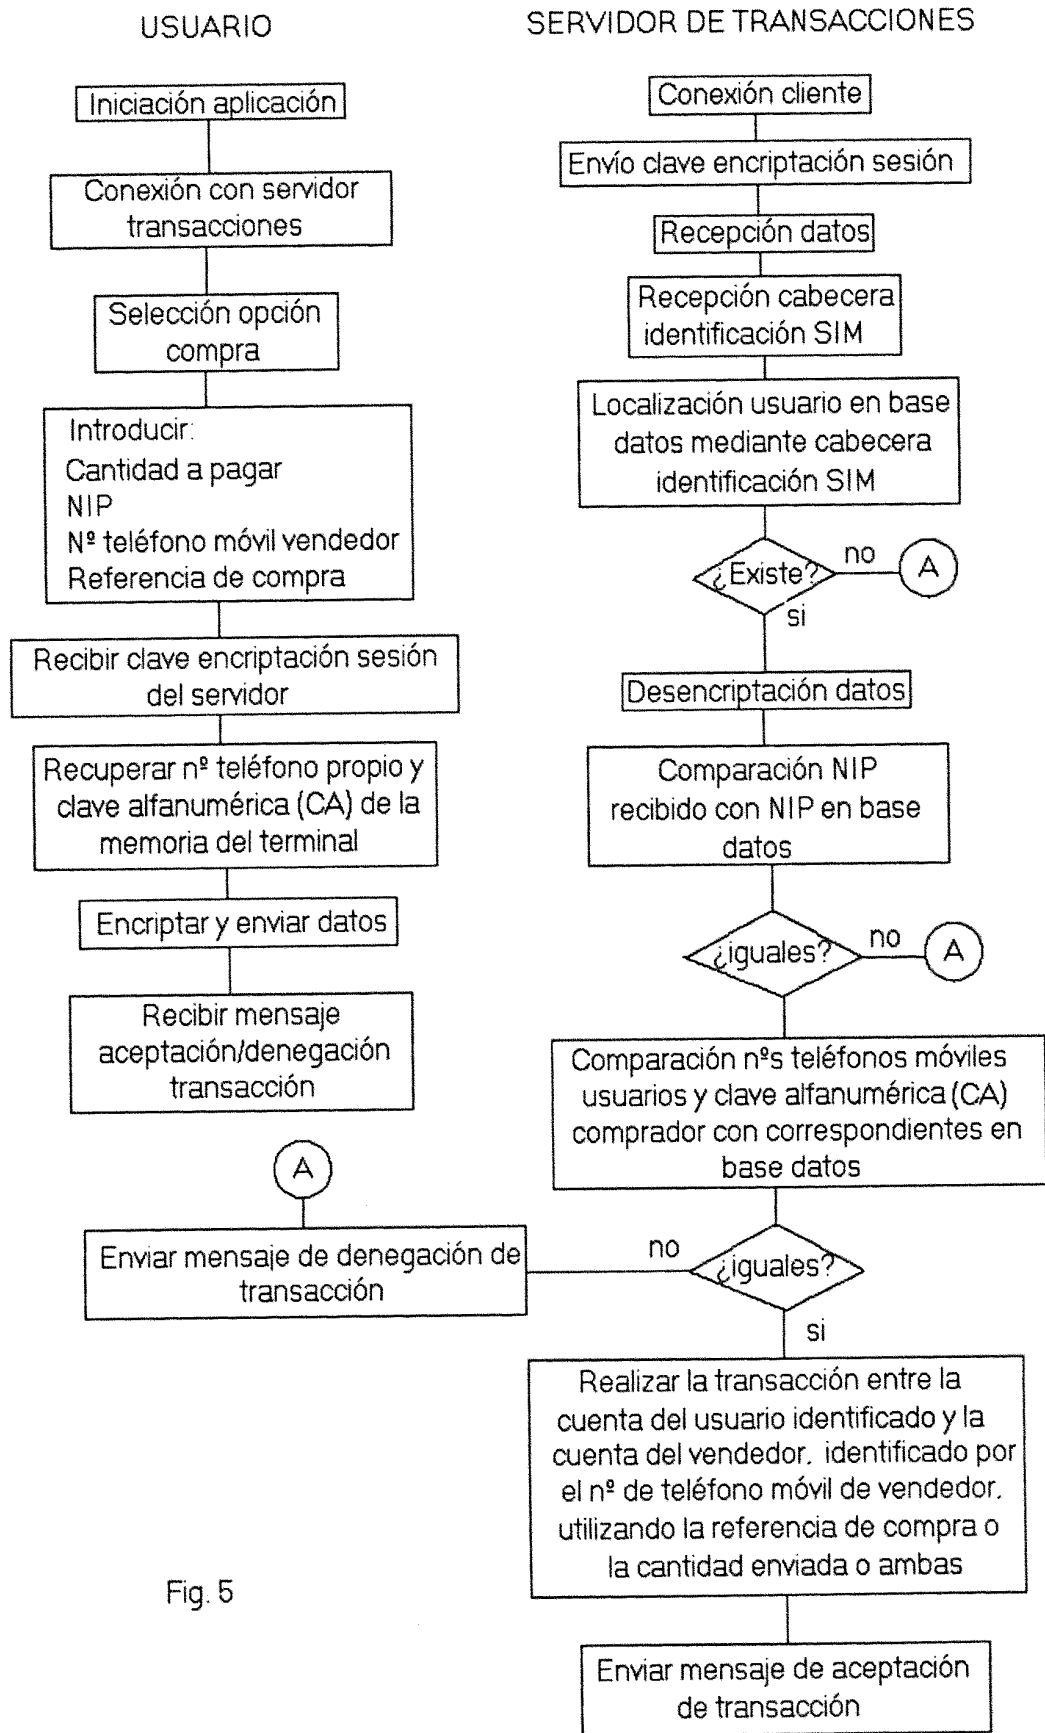 USUARIO
Iniciación aplicación
Conexión con servidor
transacciones
Selección opción
compra
Introducir:
Cantidad a pagar
NIP
Nº teléfono móvil vendedor
Referencia de compra
Recibir clave encriptación sesión
del servidor
Recuperar nº teléfono propio y
clave alfanumérica (CA) de la
memoria del terminal
Encriptar y enviar datos
Recibir mensaje
aceptación/denegación
transacción
A
Enviar mensaje de denegación de
transacción
SERVIDOR DE TRANSACCIONES
Conexión cliente
Envío clave encriptación sesión
Recepción datos
Recepción cabecera
identificación SIM
Localización usuario en base
datos mediante cabecera
identificación SIM
¿Existe?
no
A
si
Desencriptación datos
Comparación NIP
recibido con NIP en base
datos
¿iguales?
no
A
Comparación nºs teléfonos móviles
usuarios y clave alfanumérica (CA)
comprador con correspondientes en
base datos
no
¿iguales?
si
Realizar la transacción entre la
cuenta del usuario identificado y la
cuenta del vendedor. identificado por
el nº de teléfono móvil de vendedor.
utilizando la referencia de compra o
la cantidad enviada o ambas
Enviar mensaje de aceptación
de transacción
Fig. 5